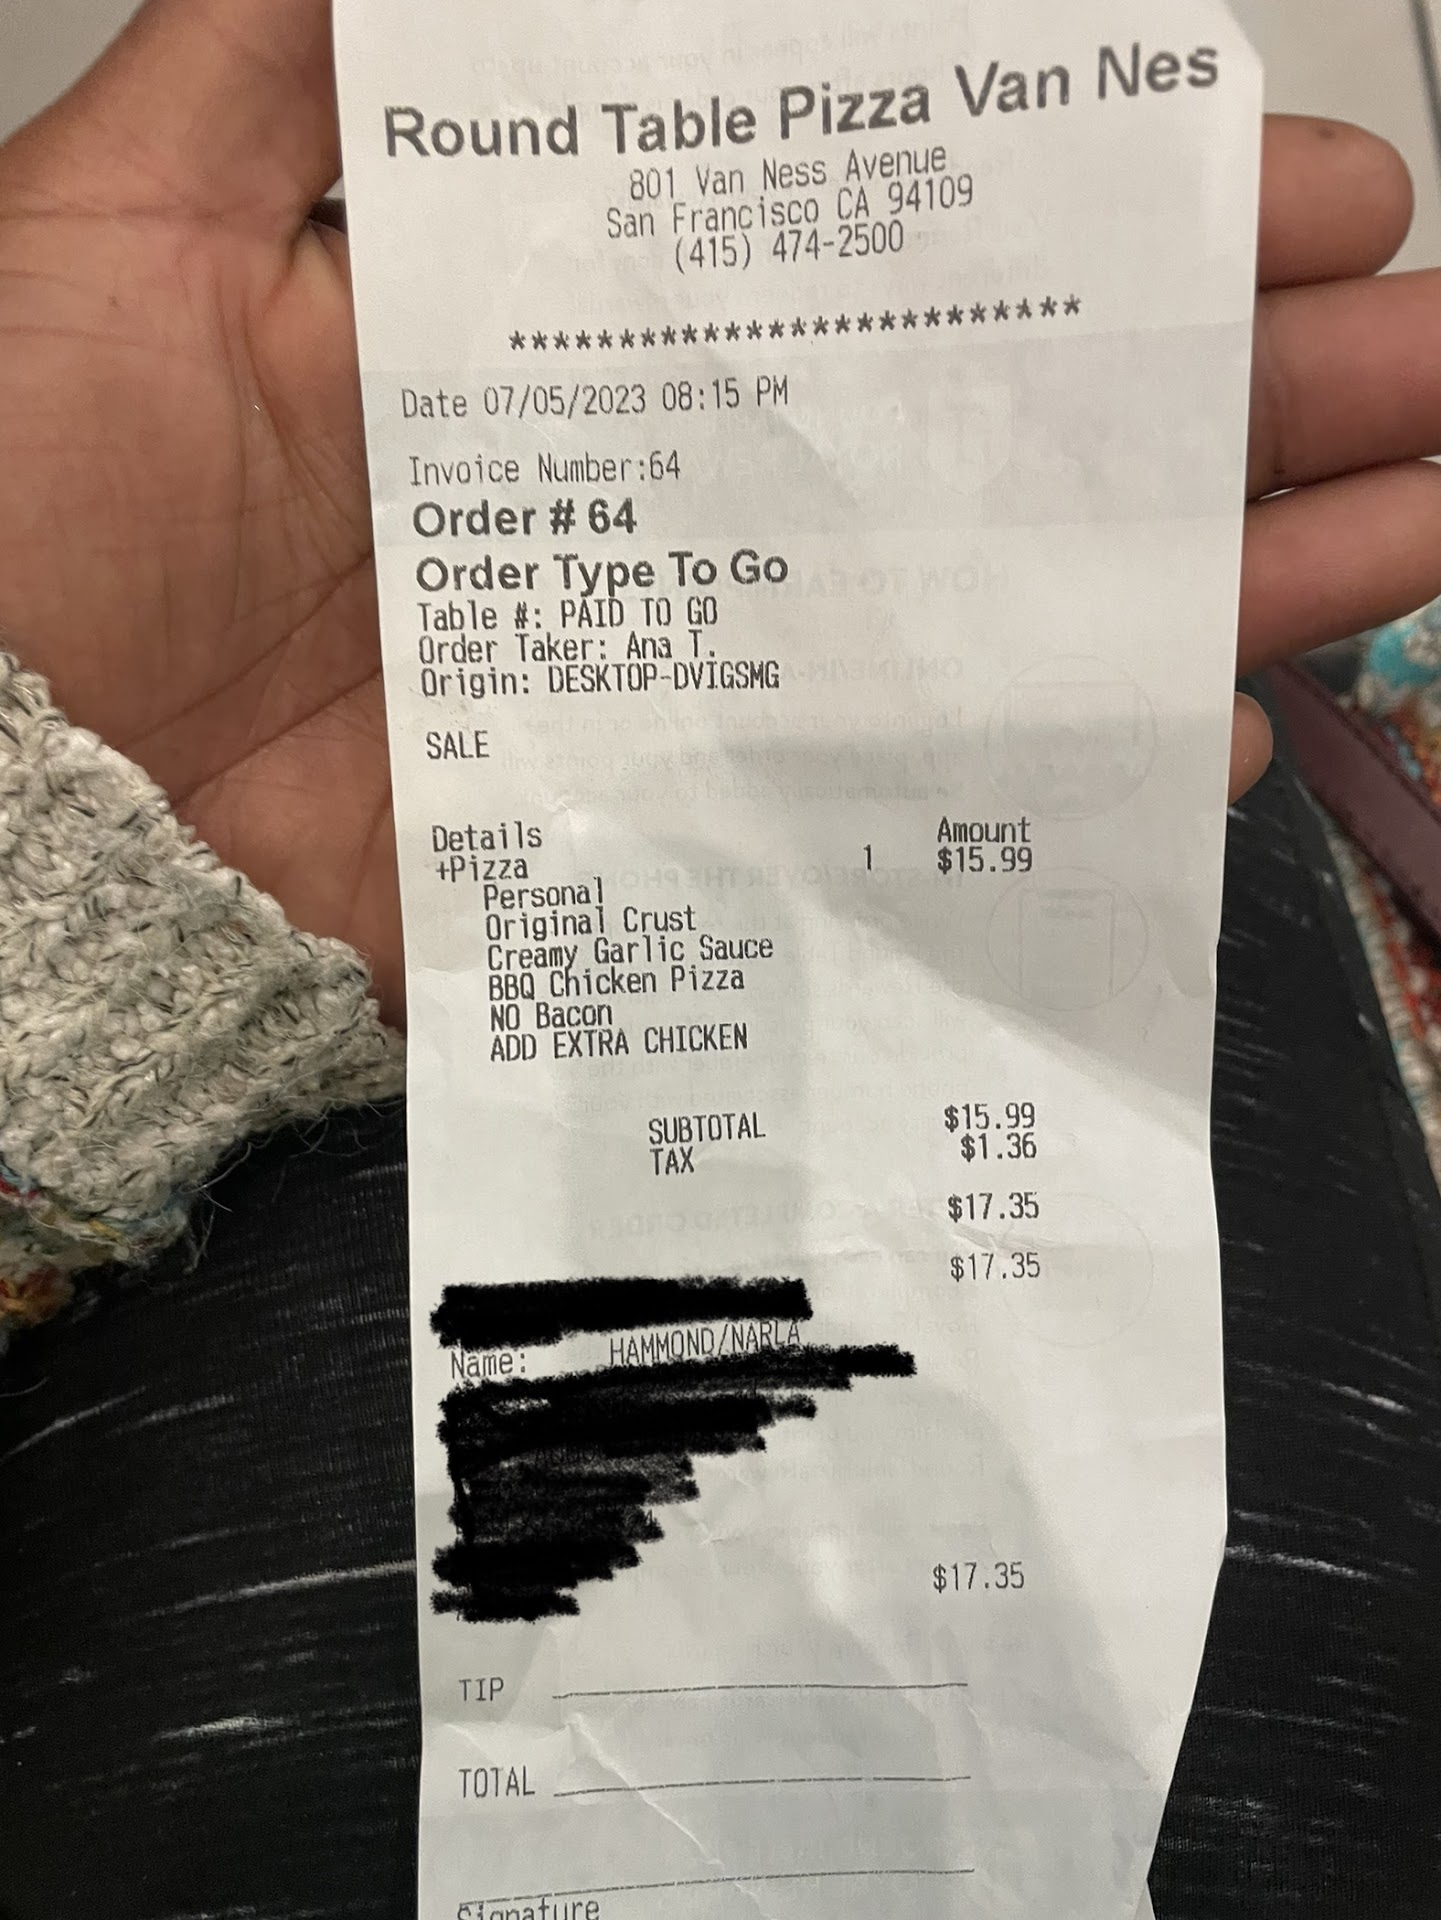 Round Table Pizza Van Nes
801 Van Ness Avenue
San Francisco CA 94109
(415) 474-2500
***************************
Date 07/05/2023 08:15 PM
Invoice Number:64
Order # 64
Order Type To Go
Table #: PAID TO GO
Order Taker: Ana T.
Origin: DESKTOP-DVIGSMG
SALE
Details Amount
+Pizza 1 $15.99
Personal
Original Crust
Creamy Garlic Sauce
BBQ Chicken Pizza
NO Bacon
ADD EXTRA CHICKEN
SUBTOTAL $15.99
TAX $1.36
$17.35
$17.35
Name: HAMMOND/NARLA
$17.35
TIP
TOTAL
Signature